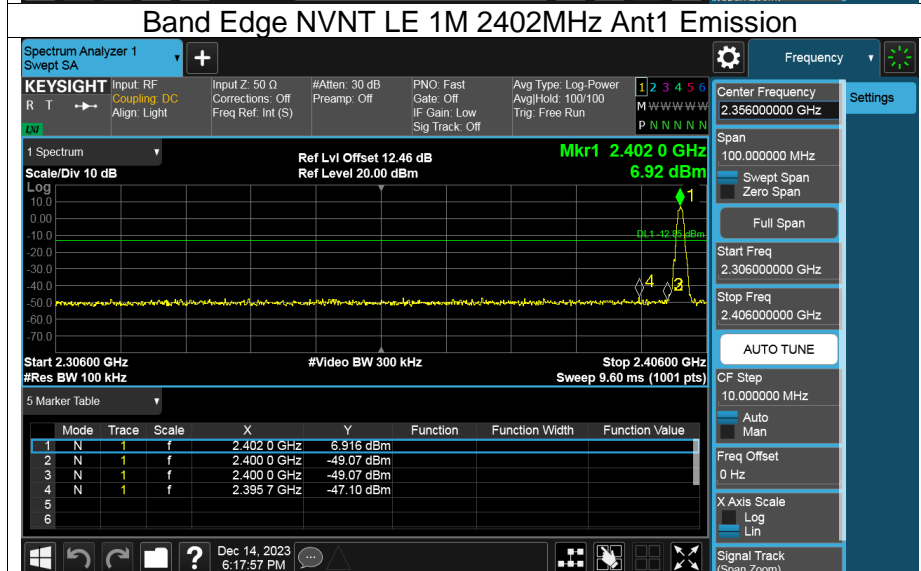 (Span Zoom)
Band Edge NVNT LE 1M 2402MHz Ant1 Emission
Spectrum Analyzer 1
Swept SA
+
Frequency
KEYSIGHT
R T
LXI
Input: RF
Coupling: DC
Align: Light
Input Z: 50 Ω
Corrections: Off
Freq Ref: Int (S)
#Atten: 30 dB
Preamp: Off
PNO: Fast
Gate: Off
IF Gain: Low
Sig Track: Off
Avg Type: Log-Power
Avg|Hold: 100/100
Trig: Free Run
1 2 3 4 5 6
M W W W W W
P N N N N N
Center Frequency
2.356000000 GHz
Settings
1 Spectrum
Scale/Div 10 dB
Ref Lvl Offset 12.46 dB
Ref Level 20.00 dBm
Mkr1 2.402 0 GHz
6.92 dBm
Log
10.0
0.00
-10.0
-20.0
-30.0
-40.0
-50.0
-60.0
-70.0
1
DL1 -12.85 dBm
4
Start 2.30600 GHz
#Video BW 300 kHz
Stop 2.40600 GHz
#Res BW 100 kHz
Sweep 9.60 ms (1001 pts)
Span
100.000000 MHz
Swept Span
Zero Span
Full Span
Start Freq
2.306000000 GHz
Stop Freq
2.406000000 GHz
AUTO TUNE
CF Step
10.000000 MHz
Auto
Man
Freq Offset
0 Hz
X Axis Scale
Log
Lin
Signal Track
(Span Zoom)
5 Marker Table
Mode Trace Scale X Y Function Function Width Function Value
1 N 1 f 2.402 0 GHz 6.916 dBm
2 N 1 f 2.400 0 GHz -49.07 dBm
3 N 1 f 2.400 0 GHz -49.07 dBm
4 N 1 f 2.395 7 GHz -47.10 dBm
5
6
?
Dec 14, 2023
6:17:57 PM